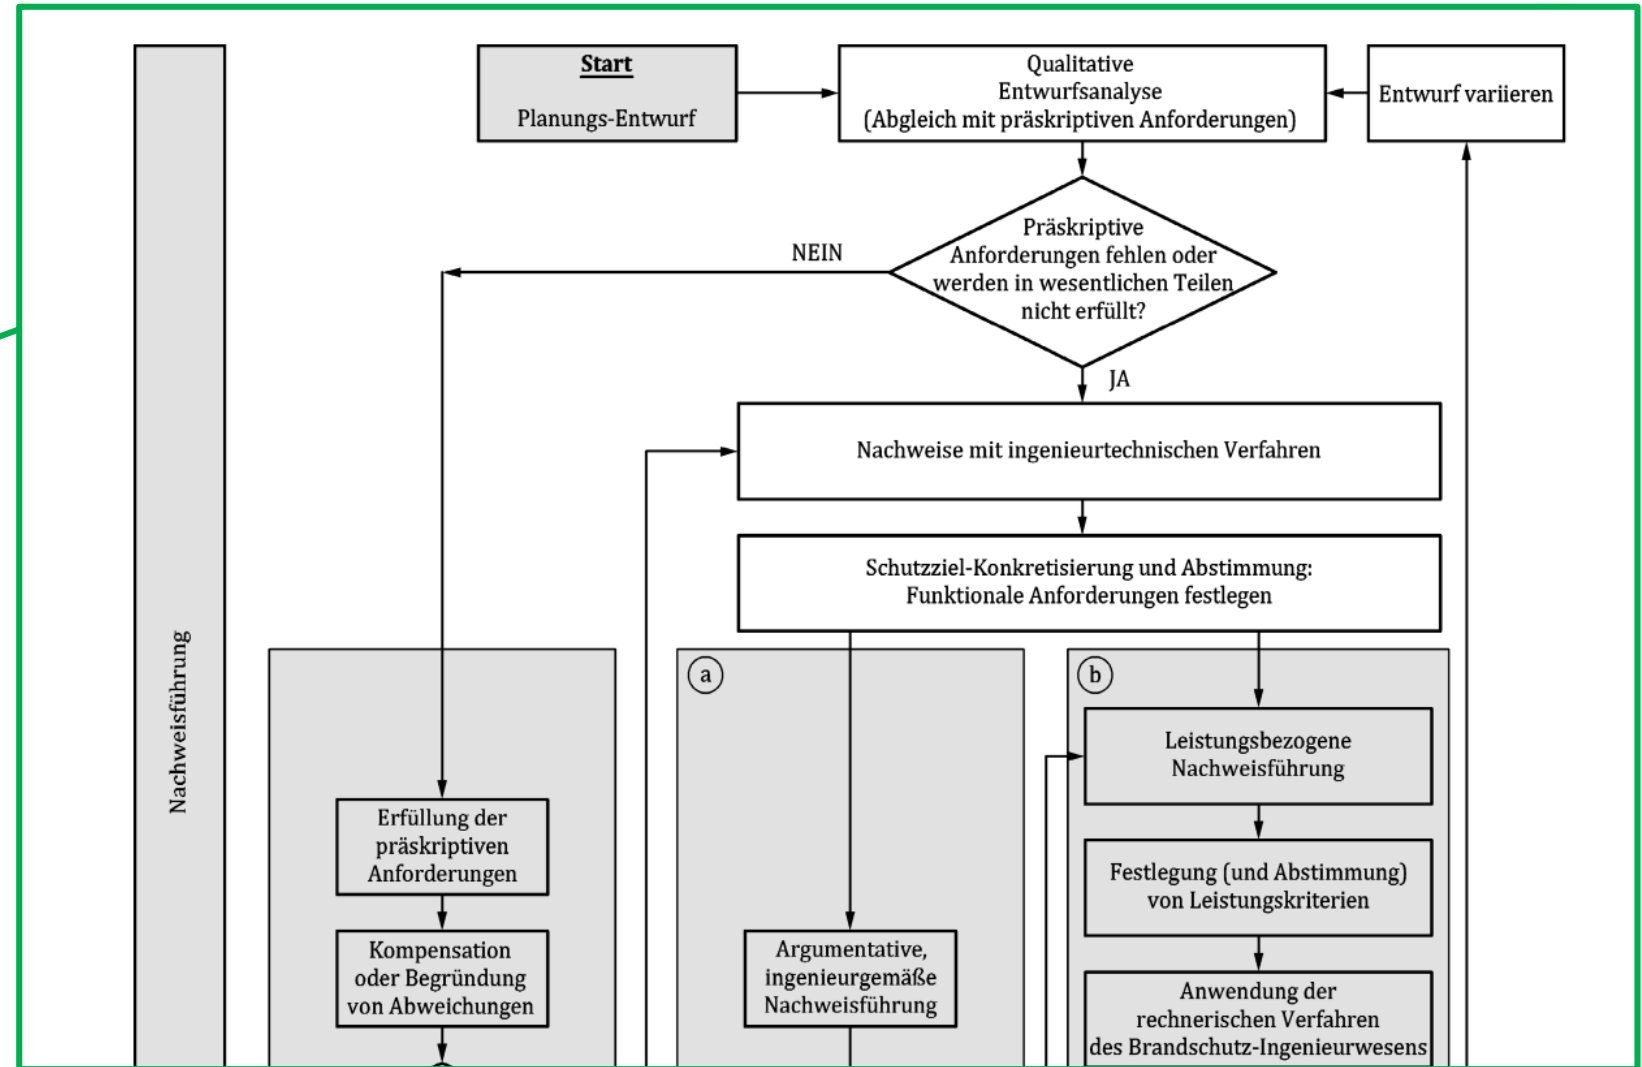 Start
Planungs-Entwurf
Qualitative
Entwurfsanalyse
(Abgleich mit präskriptiven Anforderungen)
Entwurf variieren
Präskriptive
Anforderungen fehlen oder
werden in wesentlichen Teilen
nicht erfüllt?
NEIN
JA
Nachweise mit ingenieurtechnischen Verfahren
Schutzziel-Konkretisierung und Abstimmung:
Funktionale Anforderungen festlegen
Nachweisführung
Erfüllung der
präskriptiven
Anforderungen
Kompensation
oder Begründung
von Abweichungen
a
Argumentative,
ingenieurgemäße
Nachweisführung
b
Leistungsbezogene
Nachweisführung
Festlegung (und Abstimmung)
von Leistungskriterien
Anwendung der
rechnerischen Verfahren
des Brandschutz-Ingenieurwesens